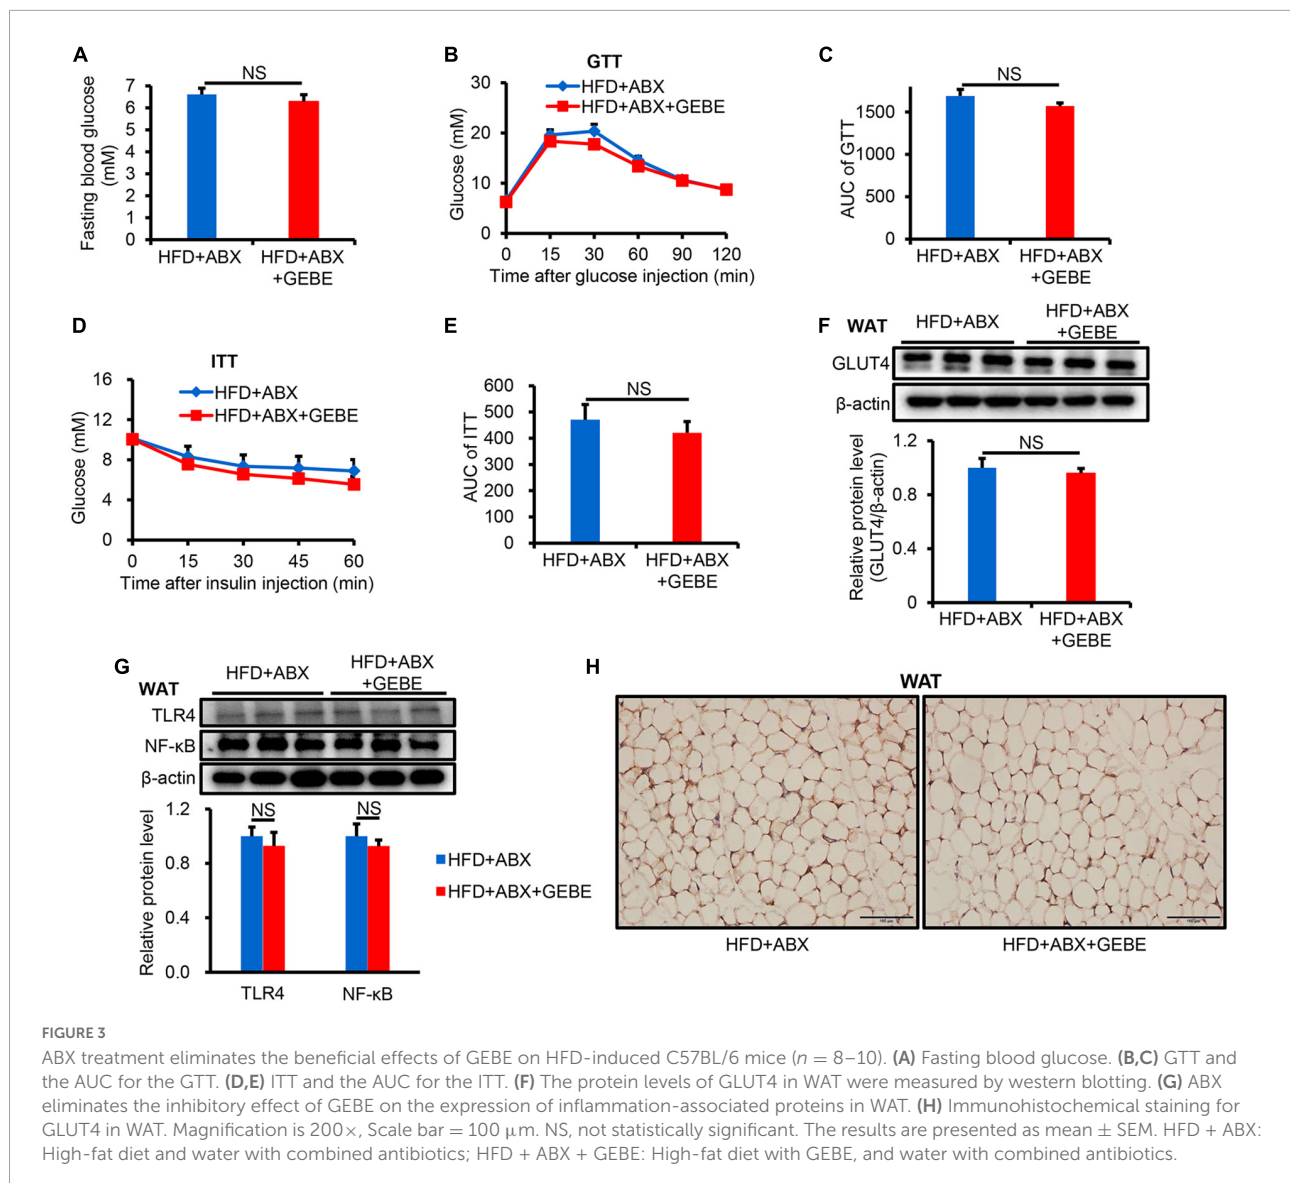 A
Fasting blood glucose
(mM)
7
6
5
4
3
2
1
0
NS
HFD+ABX
HFD+ABX
+GEBE
B
GTT
HFD+ABX
HFD+ABX+GEBE
Glucose (mM)
30
20
10
0
0 15 30 60 90 120
Time after glucose injection (min)
C
AUC of GTT
1500
1000
500
0
NS
HFD+ABX
HFD+ABX
+GEBE
D
ITT
HFD+ABX
HFD+ABX+GEBE
Glucose (mM)
16
12
8
4
0
0 15 30 45 60
Time after insulin injection (min)
E
AUC of ITT
600
500
400
300
200
100
0
NS
HFD+ABX
HFD+ABX
+GEBE
F
WAT
HFD+ABX
HFD+ABX
+GEBE
GLUT4
β-actin
Relative protein level
(GLUT4/β-actin)
1.2
0.8
0.4
0
NS
HFD+ABX
HFD+ABX
+GEBE
G
WAT
HFD+ABX
HFD+ABX
+GEBE
TLR4
NF-κB
β-actin
Relative protein level
1.2
0.8
0.4
0.0
NS
NS
TLR4
NF-κB
HFD+ABX
HFD+ABX+GEBE
H
WAT
HFD+ABX
HFD+ABX+GEBE
FIGURE 3
ABX treatment eliminates the beneficial effects of GEBE on HFD-induced C57BL/6 mice (n = 8–10). (A) Fasting blood glucose. (B,C) GTT and
the AUC for the GTT. (D,E) ITT and the AUC for the ITT. (F) The protein levels of GLUT4 in WAT were measured by western blotting. (G) ABX
eliminates the inhibitory effect of GEBE on the expression of inflammation-associated proteins in WAT. (H) Immunohistochemical staining for
GLUT4 in WAT. Magnification is 200×, Scale bar = 100 μm. NS, not statistically significant. The results are presented as mean ± SEM. HFD + ABX:
High-fat diet and water with combined antibiotics; HFD + ABX + GEBE: High-fat diet with GEBE, and water with combined antibiotics.